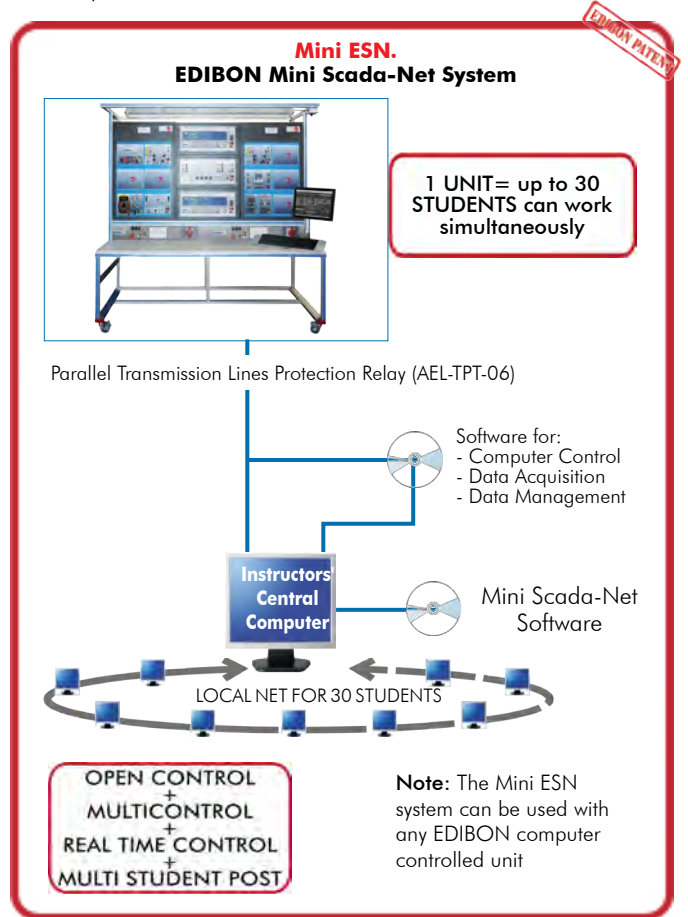 EDIBON PATENT
Mini ESN.
EDIBON Mini Scada-Net System
1 UNIT= up to 30
STUDENTS can work
simultaneously
Parallel Transmission Lines Protection Relay (AEL-TPT-06)
Software for:
- Computer Control
- Data Acquisition
- Data Management
Instructors'
Central
Computer
Mini Scada-Net
Software
LOCAL NET FOR 30 STUDENTS
OPEN CONTROL
+
MULTICONTROL
+
REAL TIME CONTROL
+
MULTI STUDENT POST
Note: The Mini ESN
system can be used with
any EDIBON computer
controlled unit